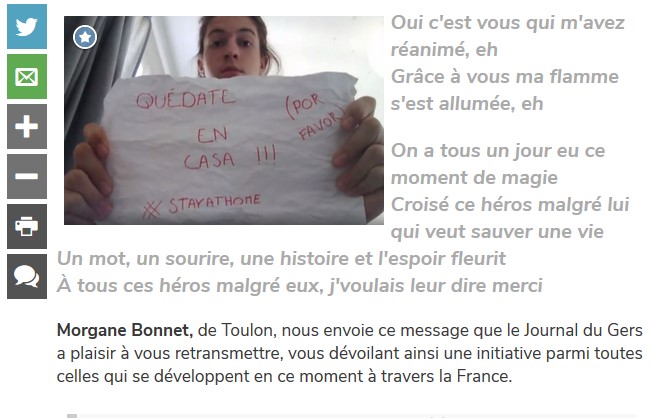 QUÉDATE
(POR
FAVOR
EN
CASA !!!
# STAYATHOME
Oui c'est vous qui m'avez
réanimé, eh
Grâce à vous ma flamme
s'est allumée, eh
On a tous un jour eu ce
moment de magie
Croisé ce héros malgré lui
qui veut sauver une vie
Un mot, un sourire, une histoire et l'espoir fleurit
À tous ces héros malgré eux, j'voulais leur dire merci
Morgane Bonnet, de Toulon, nous envoie ce message que le Journal du Gers
a plaisir à vous retransmettre, vous dévoilant ainsi une initiative parmi toutes
celles qui se développent en ce moment à travers la France.